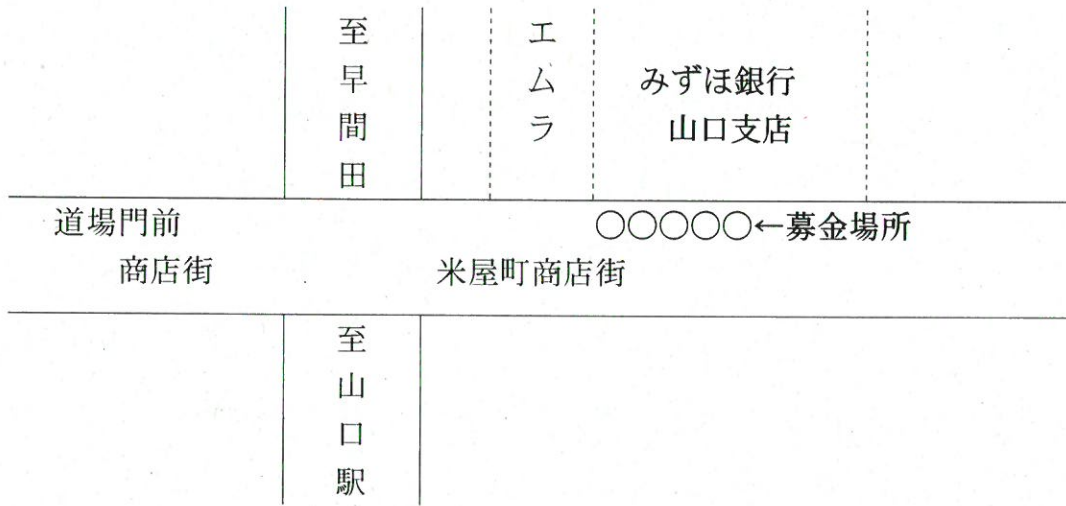 至早間田
エムラ
みずほ銀行
山口支店
道場門前
商店街
○○○○○←募金場所
米屋町商店街
至山口駅